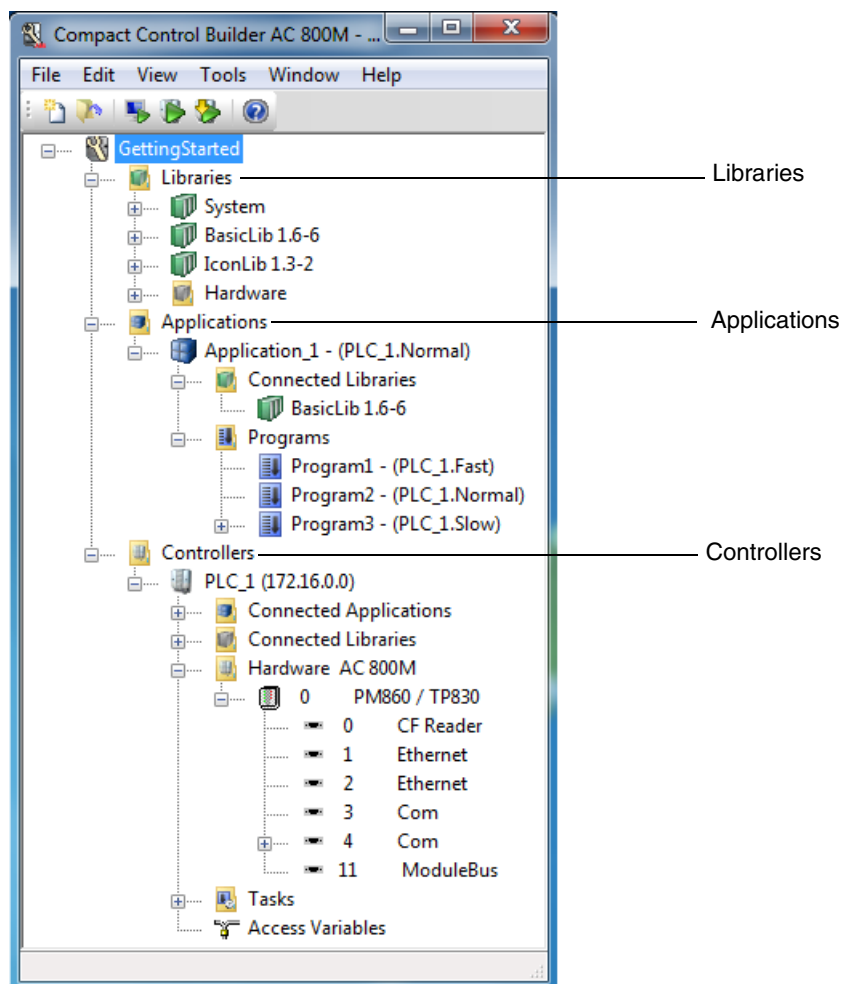 Compact Control Builder AC 800M - ...
File Edit View Tools Window Help
GettingStarted
Libraries
Libraries
System
BasicLib 1.6-6
IconLib 1.3-2
Hardware
Applications
Applications
Application_1 - (PLC_1.Normal)
Connected Libraries
BasicLib 1.6-6
Programs
Program1 - (PLC_1.Fast)
Program2 - (PLC_1.Normal)
Program3 - (PLC_1.Slow)
Controllers
Controllers
PLC_1 (172.16.0.0)
Connected Applications
Connected Libraries
Hardware AC 800M
0 PM860 / TP830
0 CF Reader
1 Ethernet
2 Ethernet
3 Com
4 Com
11 ModuleBus
Tasks
Access Variables